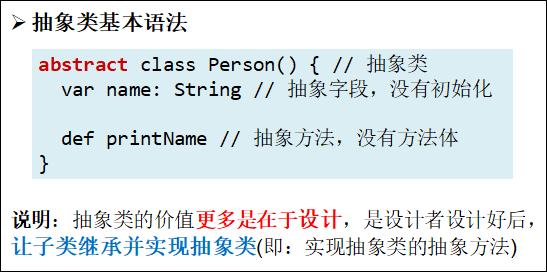 ➢ 抽象类基本语法
abstract class Person() { // 抽象类
  var name: String // 抽象字段，没有初始化
  def printName // 抽象方法，没有方法体
}
说明：抽象类的价值更多是在于设计，是设计者设计好后，
让子类继承并实现抽象类(即：实现抽象类的抽象方法)